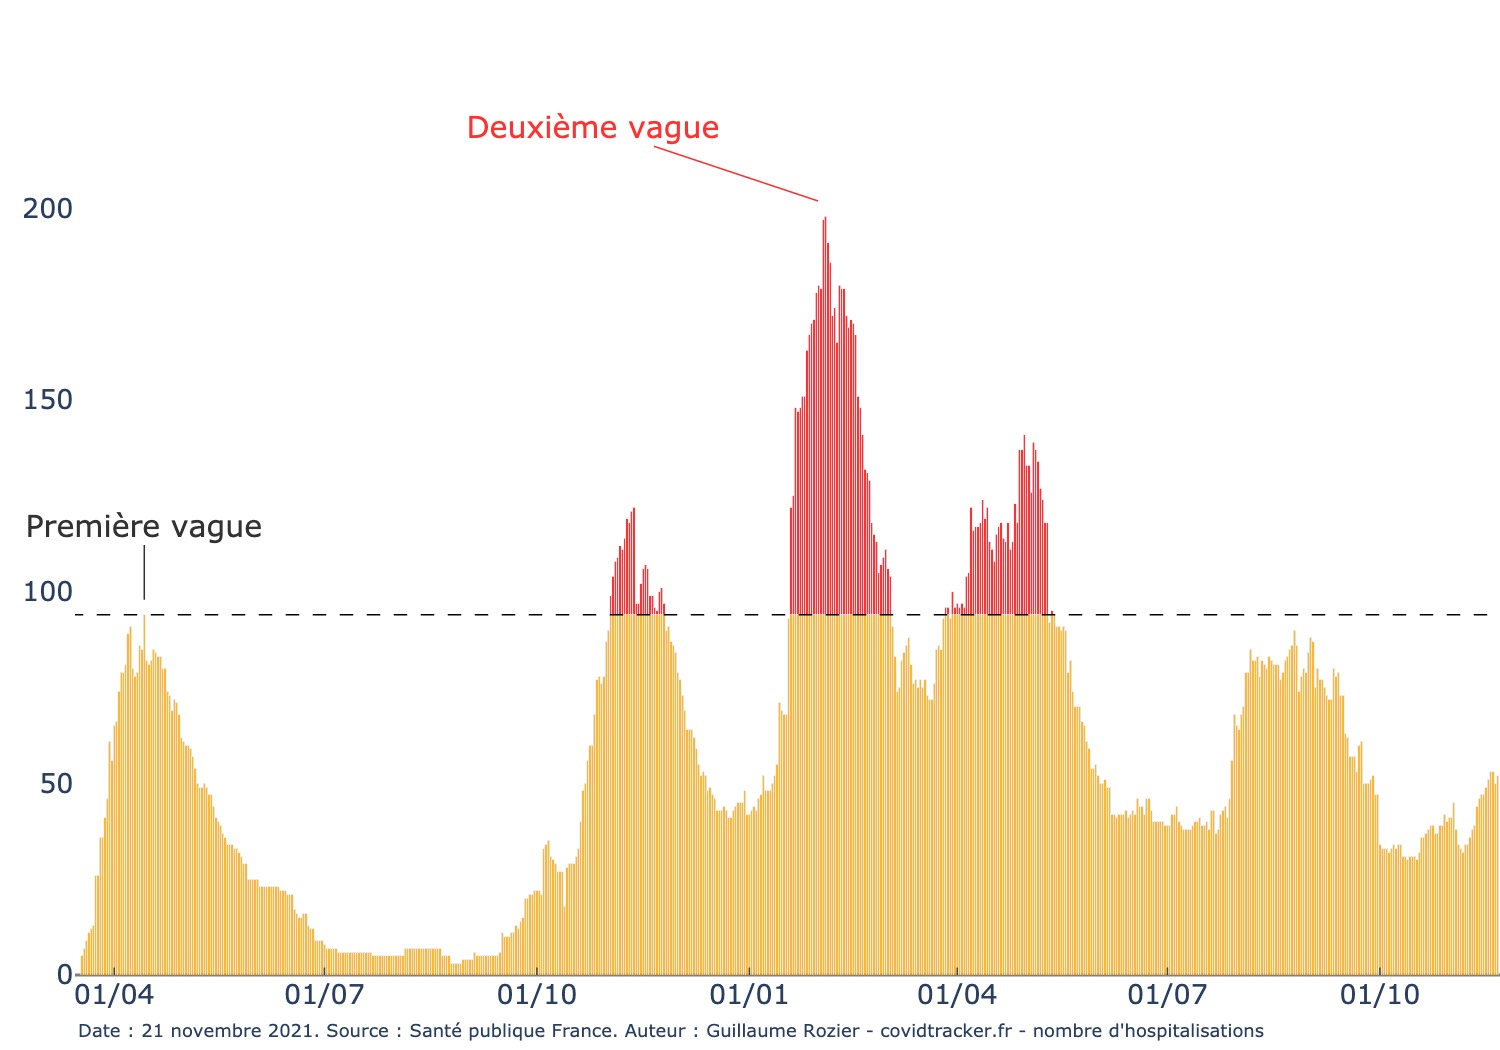 Deuxième vague
200
150
Première vague
100
50
0
01/04 01/07 01/10 01/01 01/04 01/07 01/10
Date : 21 novembre 2021. Source : Santé publique France. Auteur : Guillaume Rozier - covidtracker.fr - nombre d'hospitalisations